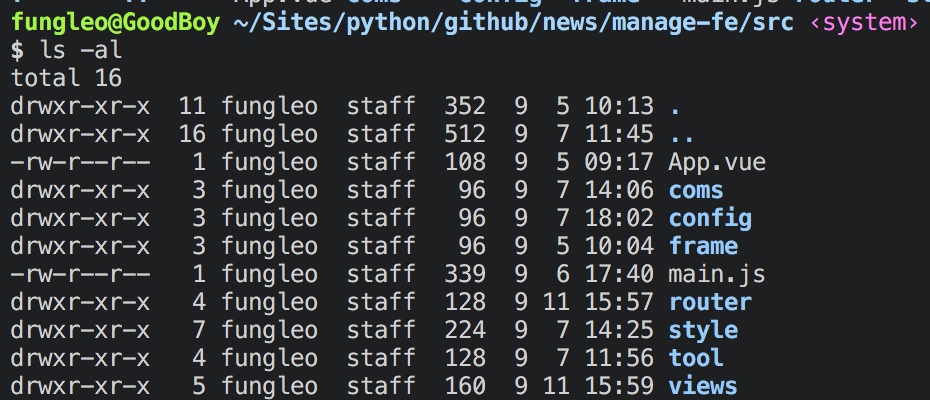 fungleo@GoodBoy ~/Sites/python/github/news/manage-fe/src ‹system›
$ ls -al
total 16
drwxr-xr-x  11 fungleo  staff  352  9  5 10:13 .
drwxr-xr-x  16 fungleo  staff  512  9  7 11:45 ..
-rw-r--r--   1 fungleo  staff  108  9  5 09:17 App.vue
drwxr-xr-x   3 fungleo  staff   96  9  7 14:06 coms
drwxr-xr-x   3 fungleo  staff   96  9  7 18:02 config
drwxr-xr-x   3 fungleo  staff   96  9  5 10:04 frame
-rw-r--r--   1 fungleo  staff  339  9  6 17:40 main.js
drwxr-xr-x   4 fungleo  staff  128  9 11 15:57 router
drwxr-xr-x   7 fungleo  staff  224  9  7 14:25 style
drwxr-xr-x   4 fungleo  staff  128  9  7 11:56 tool
drwxr-xr-x   5 fungleo  staff  160  9 11 15:59 views